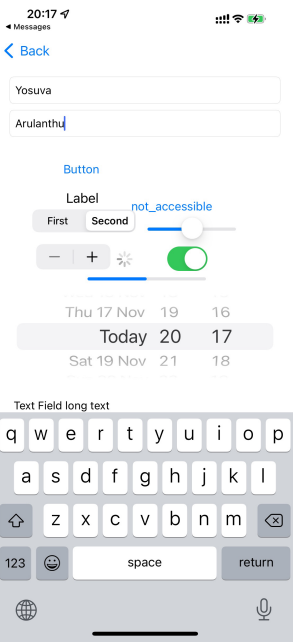 20:17
Messages
Back
Yosuva
Arulanthu
Button
Label
not_accessible
First Second
Thu 17 Nov 19 16
Today 20 17
Sat 19 Nov 21 18
Text Field long text
q w e r t y u i o p
a s d f g h j k l
z x c v b n m
123 space return